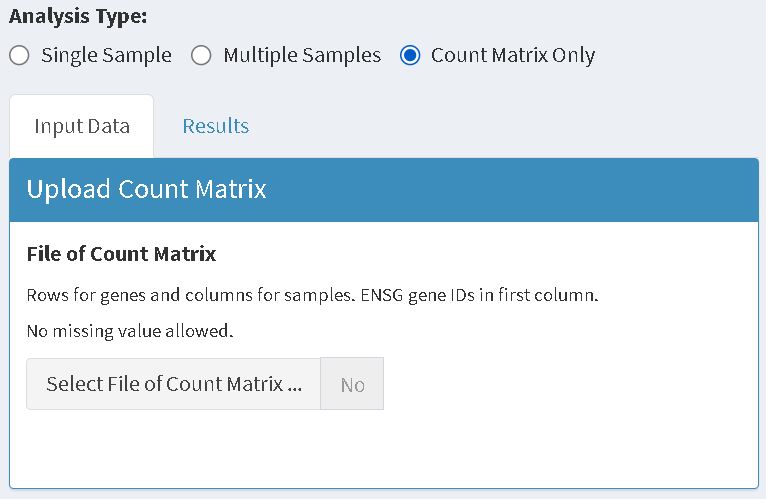 Analysis Type:
Single Sample Multiple Samples Count Matrix Only
Input Data Results
Upload Count Matrix
File of Count Matrix
Rows for genes and columns for samples. ENSG gene IDs in first column.
No missing value allowed.
Select File of Count Matrix ... No